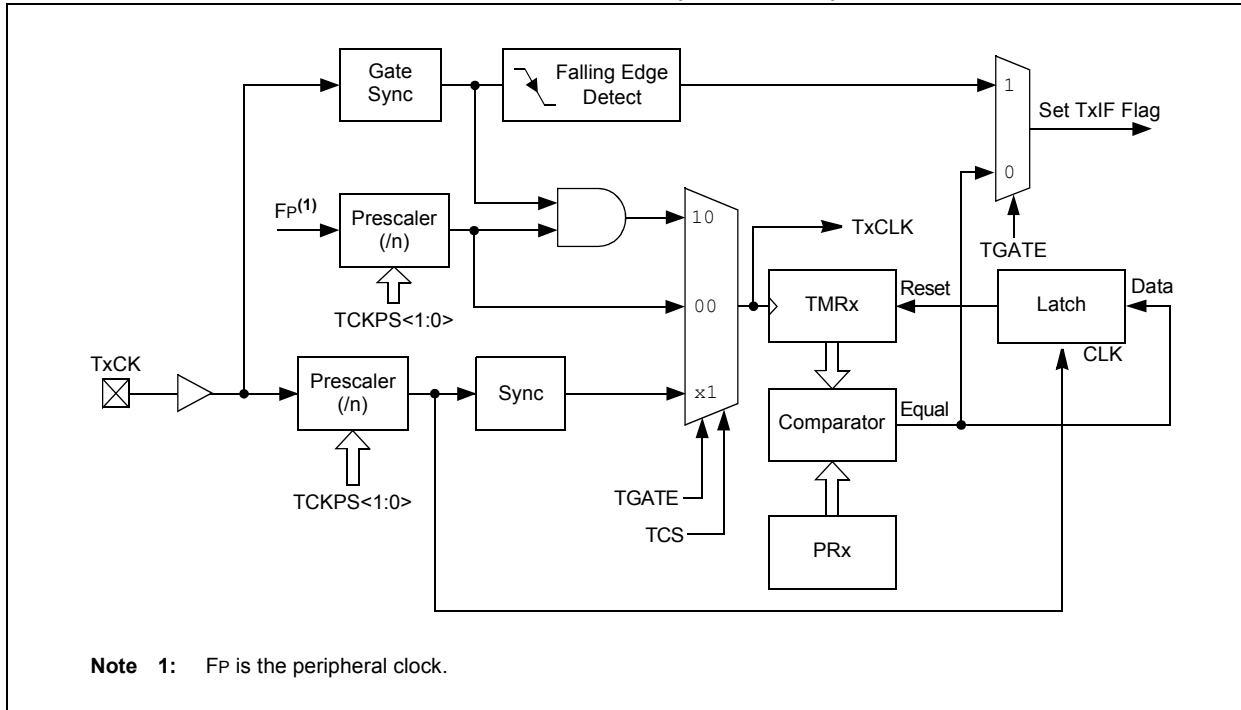 Gate
Sync
Falling Edge
Detect
1
Set TxIF Flag
0
FP(1)
Prescaler
(/n)
10
TxCLK
TGATE
TCKPS<1:0>
00
TMRx
Reset
Latch
Data
CLK
TxCK
Prescaler
(/n)
Sync
x1
Comparator
Equal
TCKPS<1:0>
TGATE
TCS
PRx
Note 1: FP is the peripheral clock.